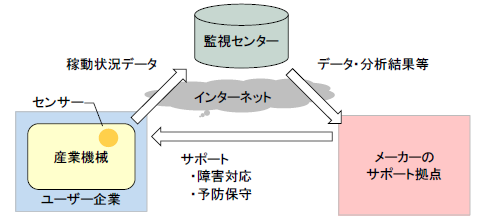 監視センター
稼動状況データ
データ・分析結果等
インターネット
センサー
産業機械
ユーザー企業
サポート
・障害対応
・予防保守
メーカーの
サポート拠点